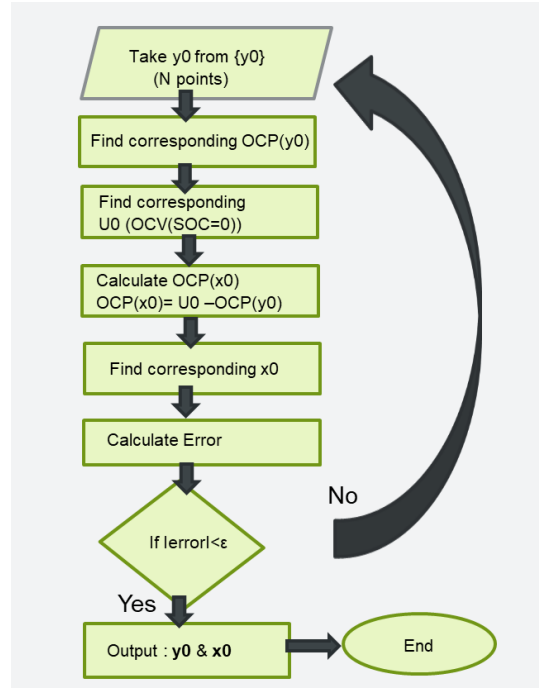 Take y0 from {y0}
(N points)
Find corresponding OCP(y0)
Find corresponding
U0 (OCV(SOC=0))
Calculate OCP(x0)
OCP(x0)= U0 –OCP(y0)
Find corresponding x0
Calculate Error
No
If lerrorl<ε
Yes
Output : y0 & x0
End